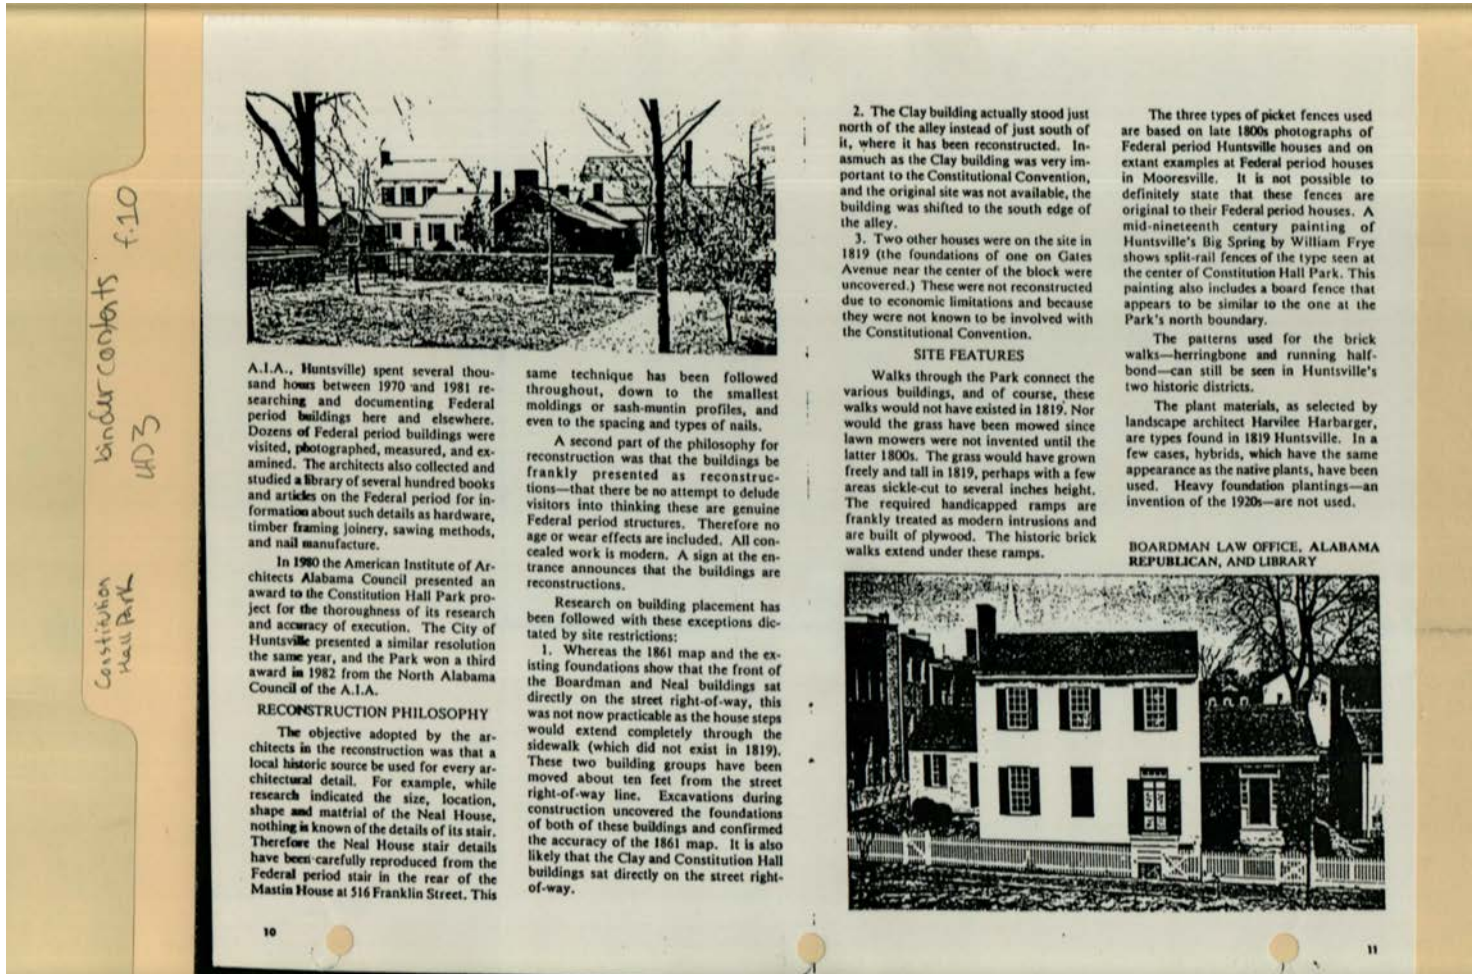 Constitution
Hall Park
binder contents
UD3
f.10
A.I.A., Huntsville) spent several thou-
sand hours between 1970 and 1981 re-
searching and documenting Federal
period buildings here and elsewhere.
Dozens of Federal period buildings were
visited, photographed, measured, and ex-
amined. The architects also collected and
studied a library of several hundred books
and articles on the Federal period for in-
formation about such details as hardware,
timber framing joinery, sawing methods,
and nail manufacture.
In 1980 the American Institute of Ar-
chitects Alabama Council presented an
award to the Constitution Hall Park pro-
ject for the thoroughness of its research
and accuracy of execution. The City of
Huntsville presented a similar resolution
the same year, and the Park won a third
award in 1982 from the North Alabama
Council of the A.I.A.
RECONSTRUCTION PHILOSOPHY
The objective adopted by the ar-
chitects in the reconstruction was that a
local historic source be used for every ar-
chitectural detail. For example, while
research indicated the size, location,
shape and material of the Neal House,
nothing is known of the details of its stair.
Therefore the Neal House stair details
have been carefully reproduced from the
Federal period stair in the rear of the
Mastin House at 516 Franklin Street. This
10
same technique has been followed
throughout, down to the smallest
moldings or sash-muntin profiles, and
even to the spacing and types of nails.
A second part of the philosophy for
reconstruction was that the buildings be
frankly presented as reconstruc-
tions—that there be no attempt to delude
visitors into thinking these are genuine
Federal period structures. Therefore no
age or wear effects are included. All con-
cealed work is modern. A sign at the en-
trance announces that the buildings are
reconstructions.
Research on building placement has
been followed with these exceptions dic-
tated by site restrictions:
1. Whereas the 1861 map and the ex-
isting foundations show that the front of
the Boardman and Neal buildings sat
directly on the street right-of-way, this
was not now practicable as the house steps
would extend completely through the
sidewalk (which did not exist in 1819).
These two building groups have been
moved about ten feet from the street
right-of-way line. Excavations during
construction uncovered the foundations
of both of these buildings and confirmed
the accuracy of the 1861 map. It is also
likely that the Clay and Constitution Hall
buildings sat directly on the street right-
of-way.
2. The Clay building actually stood just
north of the alley instead of just south of
it, where it has been reconstructed. In-
asmuch as the Clay building was very im-
portant to the Constitutional Convention,
and the original site was not available, the
building was shifted to the south edge of
the alley.
3. Two other houses were on the site in
1819 (the foundations of one on Gates
Avenue near the center of the block were
uncovered.) These were not reconstructed
due to economic limitations and because
they were not known to be involved with
the Constitutional Convention.
SITE FEATURES
Walks through the Park connect the
various buildings, and of course, these
walks would not have existed in 1819. Nor
would the grass have been mowed since
lawn mowers were not invented until the
latter 1800s. The grass would have grown
freely and tall in 1819, perhaps with a few
areas sickle-cut to several inches height.
The required handicapped ramps are
frankly treated as modern intrusions and
are built of plywood. The historic brick
walks extend under these ramps.
The three types of picket fences used
are based on late 1800s photographs of
Federal period Huntsville houses and on
extant examples at Federal period houses
in Mooresville. It is not possible to
definitely state that these fences are
original to their Federal period houses. A
mid-nineteenth century painting of
Huntsville's Big Spring by William Frye
shows split-rail fences of the type seen at
the center of Constitution Hall Park. This
painting also includes a board fence that
appears to be similar to the one at the
Park's north boundary.
The patterns used for the brick
walks—herringbone and running half-
bond—can still be seen in Huntsville's
two historic districts.
The plant materials, as selected by
landscape architect Harvilee Harbarger,
are types found in 1819 Huntsville. In a
few cases, hybrids, which have the same
appearance as the native plants, have been
used. Heavy foundation plantings—an
invention of the 1920s—are not used.
BOARDMAN LAW OFFICE, ALABAMA
REPUBLICAN, AND LIBRARY
11